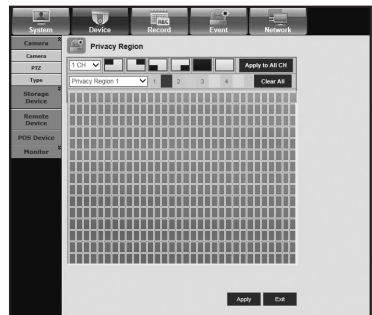 System Device Record Event Network
Camera Privacy Region
Camera
PTZ
Type
1 CH Apply to All CH
Privacy Region 1 1 2 3 4 Clear All
Storage
Device
Remote
Device
POS Device
Monitor
Apply Exit